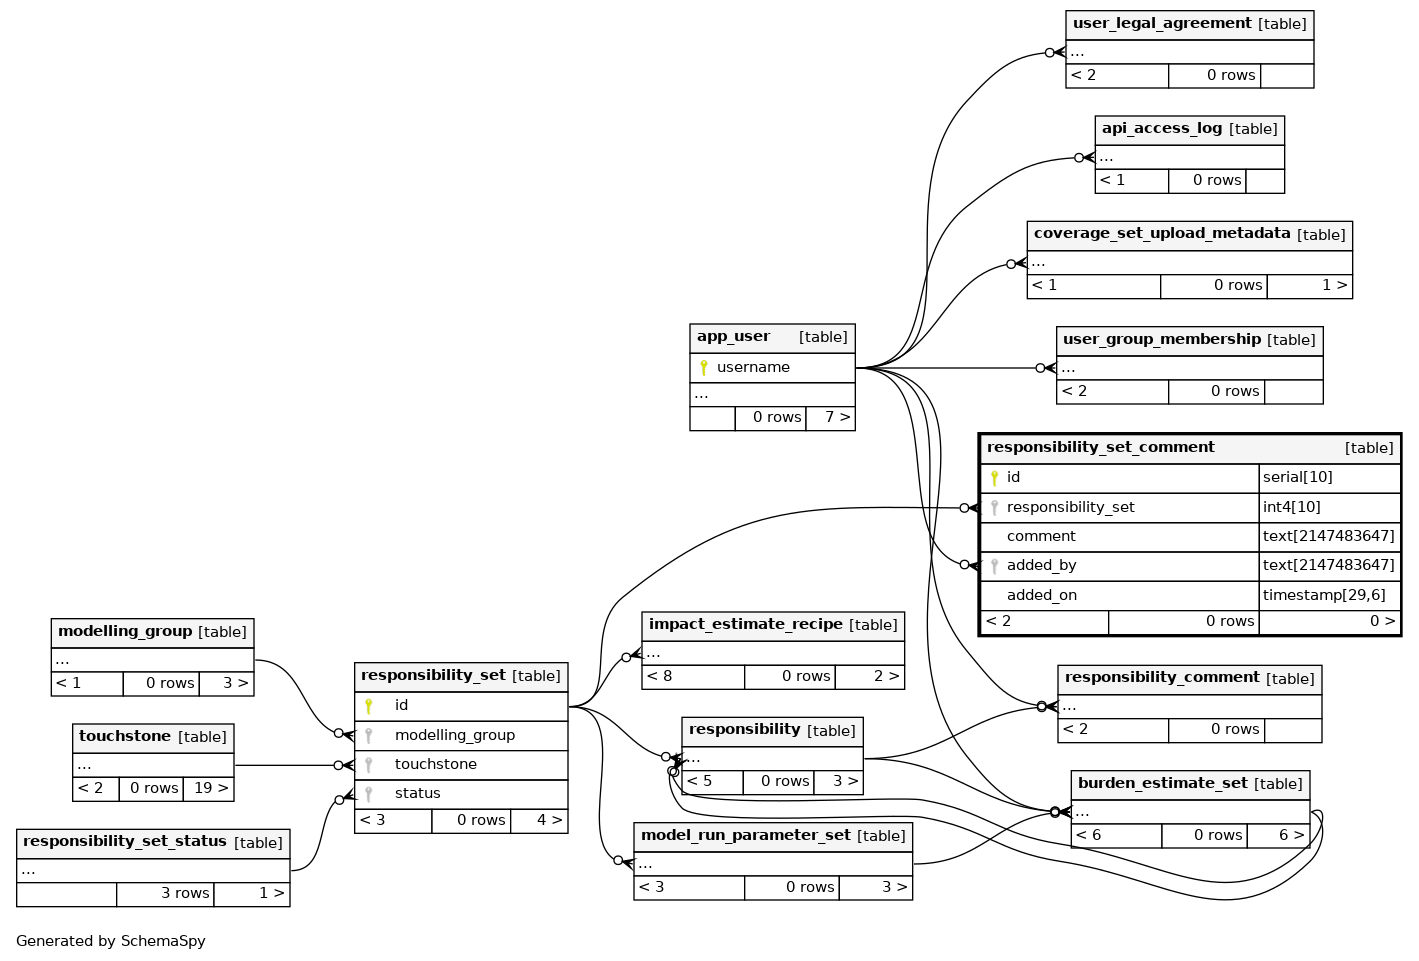 user_legal_agreement [table]
...
< 2 0 rows
api_access_log [table]
...
< 1 0 rows
coverage_set_upload_metadata [table]
...
< 1 0 rows 1 >
app_user [table]
username
...
0 rows 7 >
user_group_membership [table]
...
< 2 0 rows
responsibility_set_comment [table]
id serial[10]
responsibility_set int4[10]
comment text[2147483647]
added_by text[2147483647]
added_on timestamp[29,6]
< 2 0 rows 0 >
modelling_group [table]
...
< 1 0 rows 3 >
touchstone [table]
...
< 2 0 rows 19 >
responsibility_set_status [table]
...
3 rows 1 >
responsibility_set [table]
id
modelling_group
touchstone
status
< 3 0 rows 4 >
impact_estimate_recipe [table]
...
< 8 0 rows 2 >
responsibility [table]
...
< 5 0 rows 3 >
model_run_parameter_set [table]
...
< 3 0 rows 3 >
responsibility_comment [table]
...
< 2 0 rows
burden_estimate_set [table]
...
< 6 0 rows 6 >
Generated by SchemaSpy